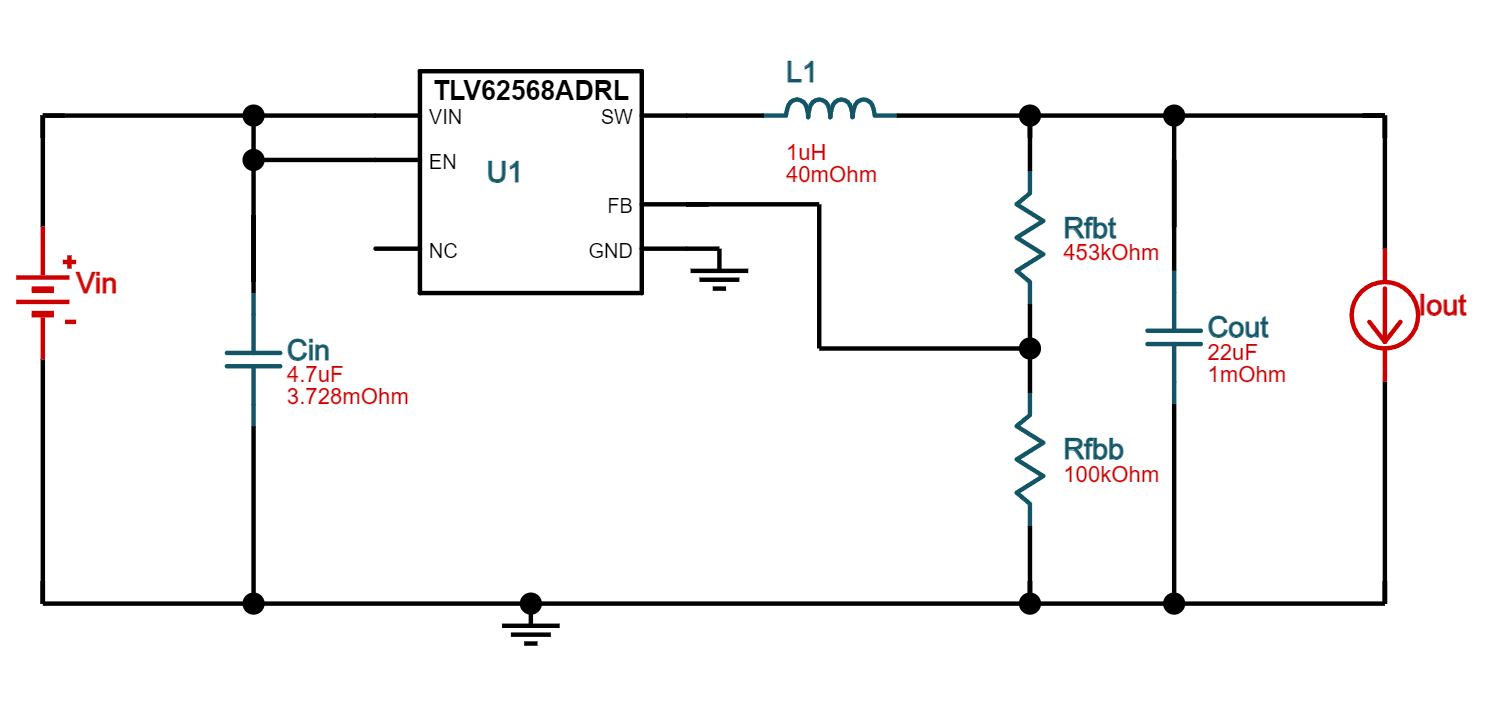 TLV62568ADRL
VIN
SW
EN
U1
FB
NC
GND
L1
1uH
40mOhm
+
Vin
-
Cin
4.7uF
3.728mOhm
Rfbt
453kOhm
Rfbb
100kOhm
Cout
22uF
1mOhm
Iout